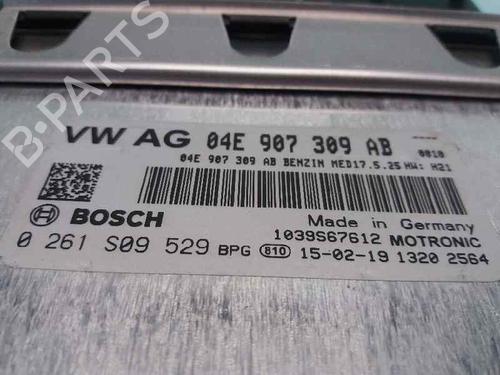 VW AG 04E 907 309 AB 0810
04E 907 309 AB BENZIN MED17.5.25 HW: H21
BOSCH
Made in Germany
1039S67612 MOTRONIC
0 261 S09 529 BPG 810 15-02-19 1320 2564
B-PARTS